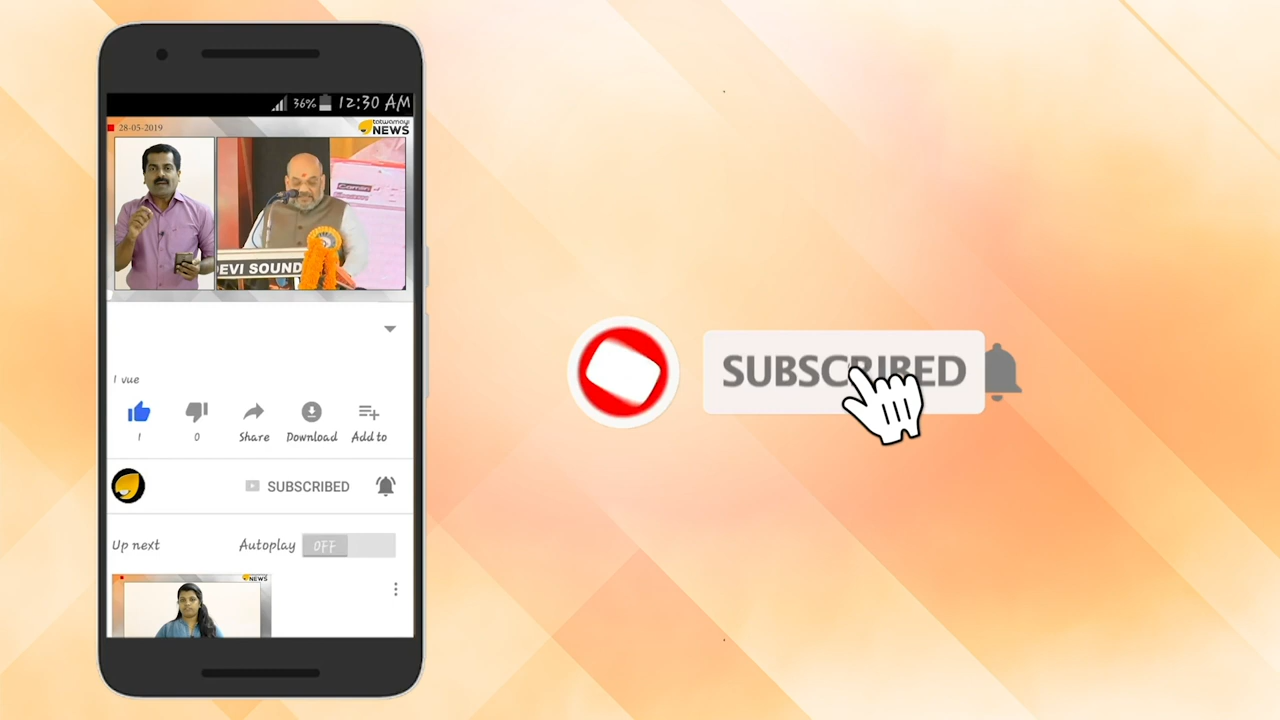 36% 12:30 AM
28-05-2019
tatwamayi
NEWS
DEVI SOUND
1 vue
1
0
Share
Download
Add to
SUBSCRIBED
Up next
Autoplay
OFF
NEWS
SUBSCRIBED